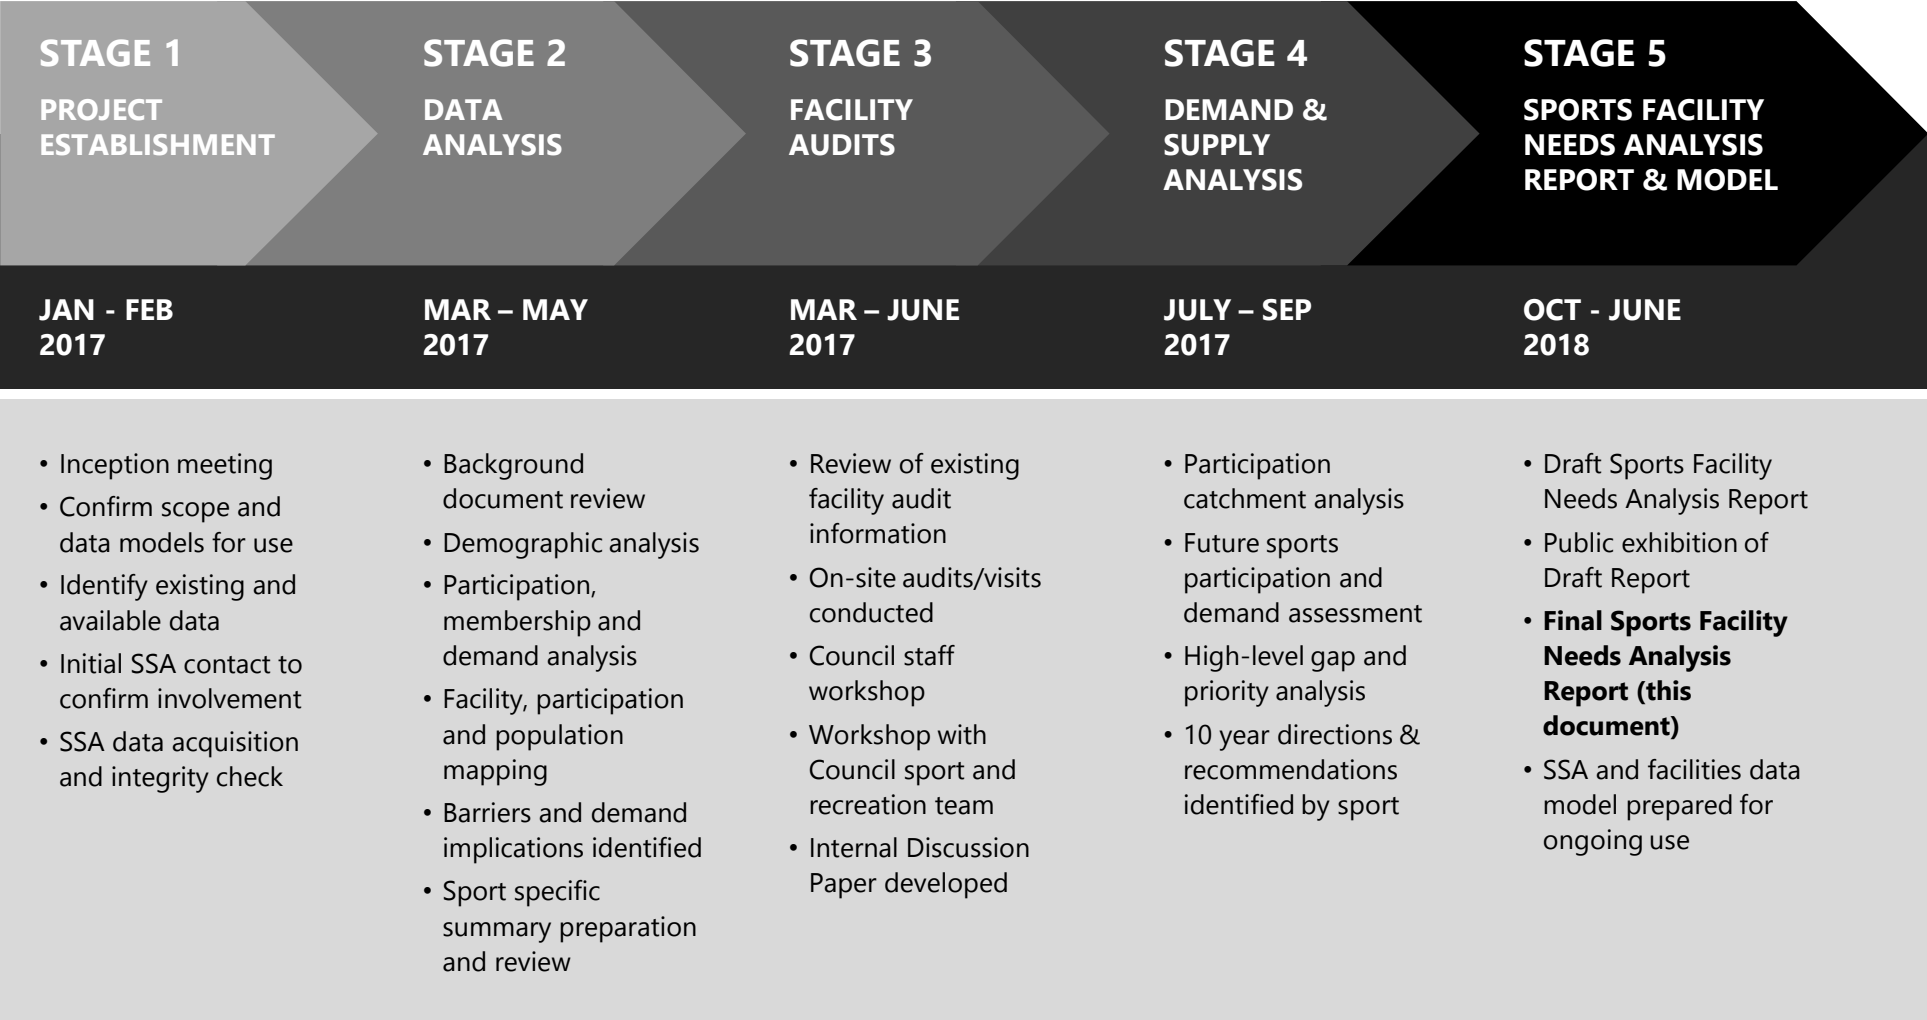 STAGE 1
PROJECT
ESTABLISHMENT
JAN - FEB
2017
• Inception meeting
• Confirm scope and
data models for use
• Identify existing and
available data
• Initial SSA contact to
confirm involvement
• SSA data acquisition
and integrity check
STAGE 2
DATA
ANALYSIS
MAR – MAY
2017
• Background
document review
• Demographic analysis
• Participation,
membership and
demand analysis
• Facility, participation
and population
mapping
• Barriers and demand
implications identified
• Sport specific
summary preparation
and review
STAGE 3
FACILITY
AUDITS
MAR – JUNE
2017
• Review of existing
facility audit
information
• On-site audits/visits
conducted
• Council staff
workshop
• Workshop with
Council sport and
recreation team
• Internal Discussion
Paper developed
STAGE 4
DEMAND &
SUPPLY
ANALYSIS
JULY – SEP
2017
• Participation
catchment analysis
• Future sports
participation and
demand assessment
• High-level gap and
priority analysis
• 10 year directions &
recommendations
identified by sport
STAGE 5
SPORTS FACILITY
NEEDS ANALYSIS
REPORT & MODEL
OCT - JUNE
2018
• Draft Sports Facility
Needs Analysis Report
• Public exhibition of
Draft Report
• Final Sports Facility
Needs Analysis
Report (this
document)
• SSA and facilities data
model prepared for
ongoing use